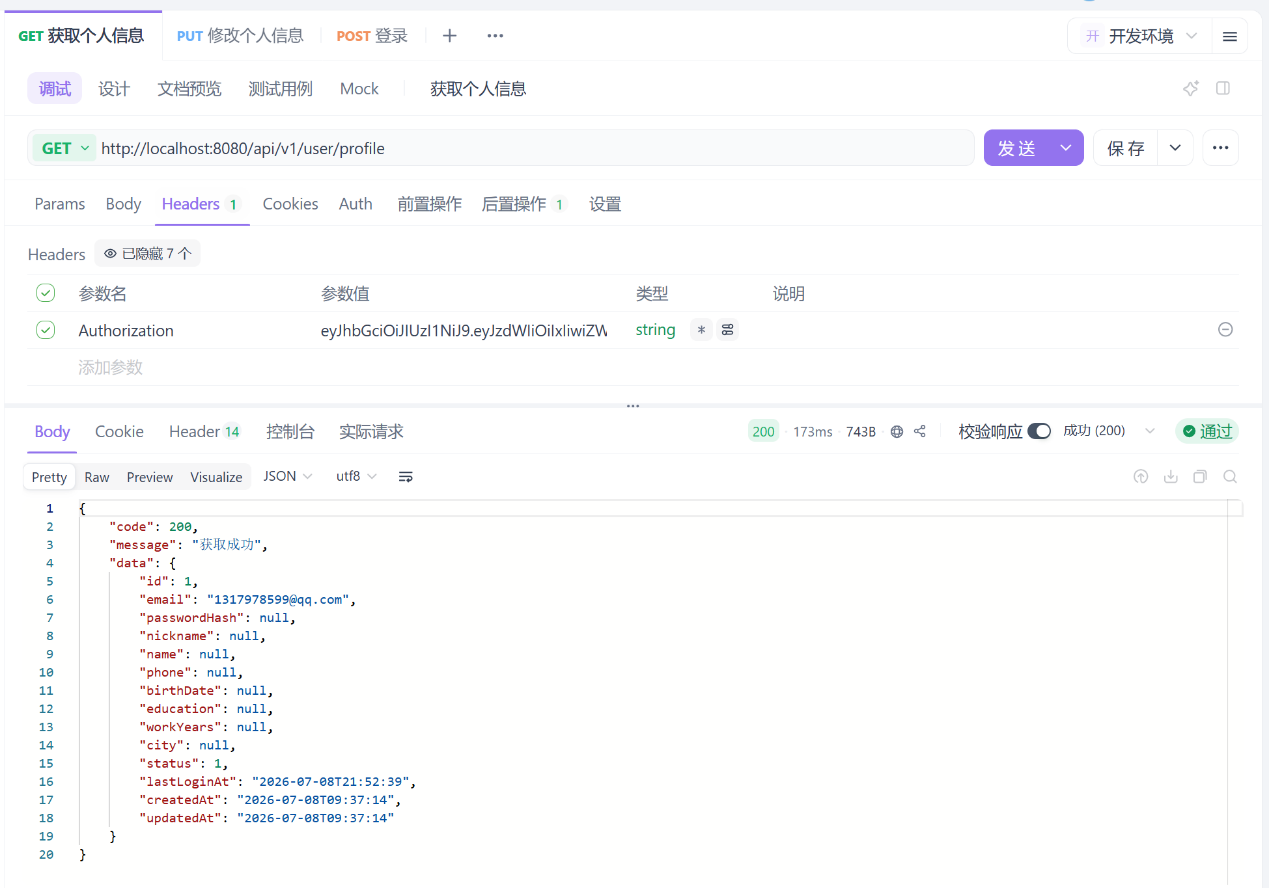 GET 获取个人信息 PUT 修改个人信息 POST 登录 开 开发环境
调试 设计 文档预览 测试用例 Mock 获取个人信息
GET http://localhost:8080/api/v1/user/profile 发送 保存
Params Body Headers 1 Cookies Auth 前置操作 后置操作 1 设置
Headers 已隐藏 7 个
参数名 参数值 类型 说明
Authorization eyJhbGciOiJIUzI1NiJ9.eyJzdWIiOiIxIiwiZW string
添加参数
Body Cookie Header 14 控制台 实际请求 200 173ms 743B 校验响应 成功 (200) 通过
Pretty Raw Preview Visualize JSON utf8
1 {
2 "code": 200,
3 "message": "获取成功",
4 "data": {
5 "id": 1,
6 "email": "1317978599@qq.com",
7 "passwordHash": null,
8 "nickname": null,
9 "name": null,
10 "phone": null,
11 "birthDate": null,
12 "education": null,
13 "workYears": null,
14 "city": null,
15 "status": 1,
16 "lastLoginAt": "2026-07-08T21:52:39",
17 "createdAt": "2026-07-08T09:37:14",
18 "updatedAt": "2026-07-08T09:37:14"
19 }
20 }